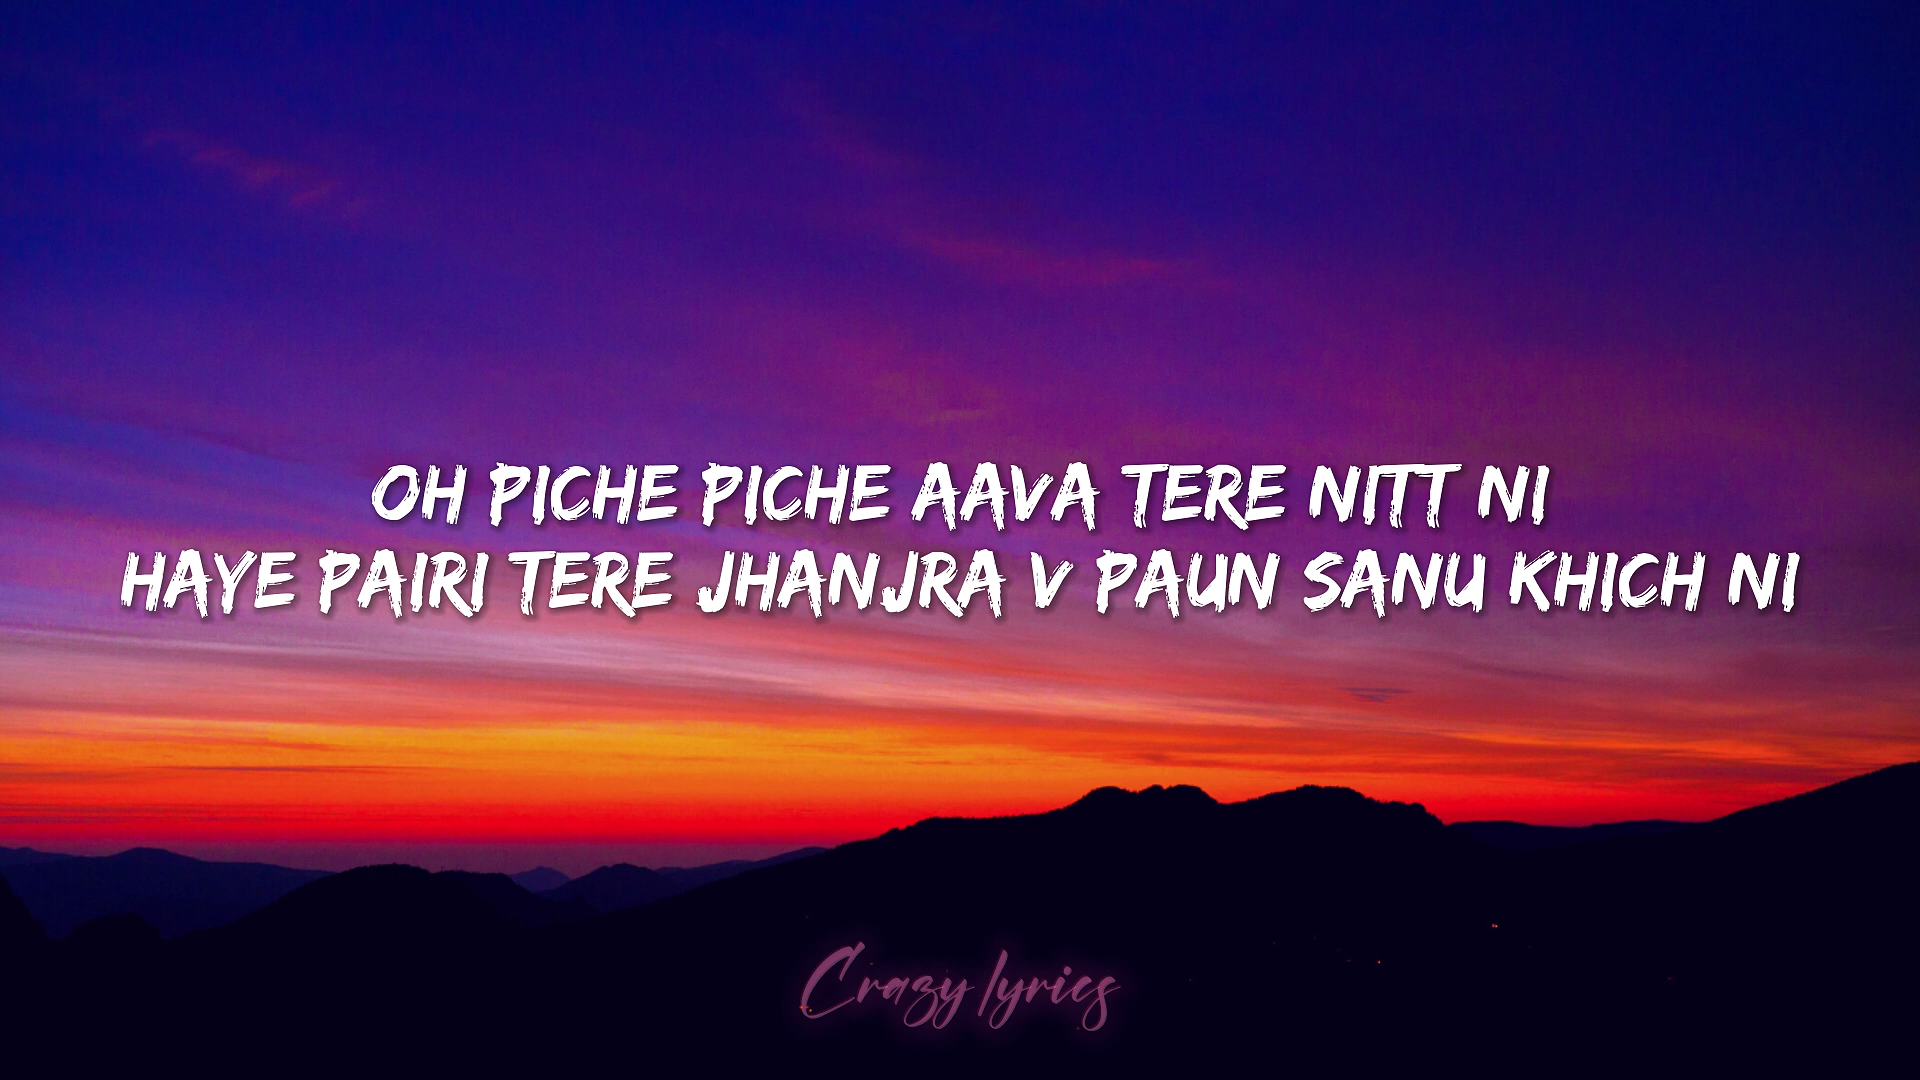 OH PICHE PICHE AAVA TERE NITT NI
HAYE PAIRI TERE JHANJRA V PAUN SANU KHICH NI
Crazy lyrics